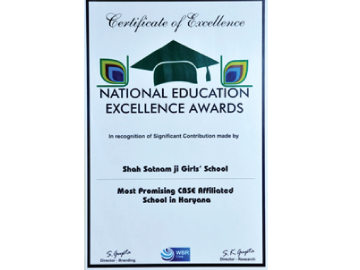 Certificate of Excellence
NATIONAL EDUCATION
EXCELLENCE AWARDS
In recognition of Significant Contribution made by
Shah Satnam ji Girls' School
Most Promising CBSE Affiliated
School in Haryana
S. Gupta
Director - Branding
WBR
S. K. Gupta
Director - Research